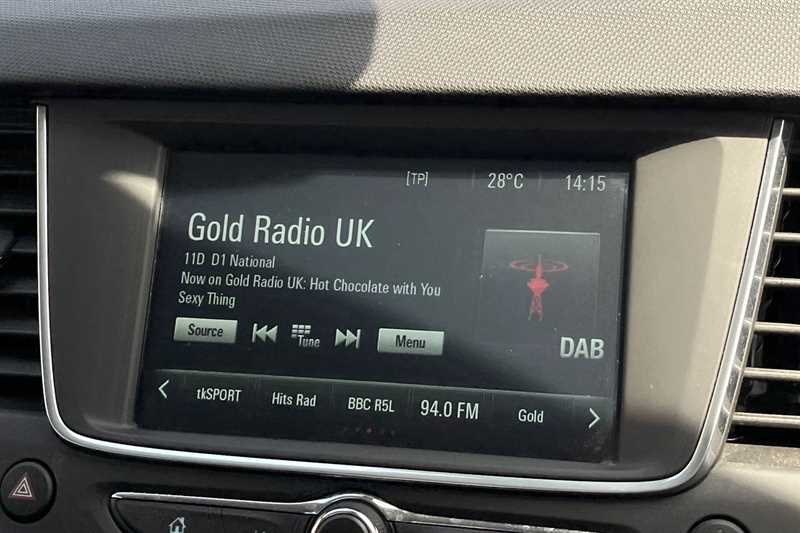 [TP] 28°C 14:15
Gold Radio UK
11D D1 National
Now on Gold Radio UK: Hot Chocolate with You
Sexy Thing
Source Tune Menu
DAB
tkSPORT Hits Rad BBC R5L 94.0 FM Gold